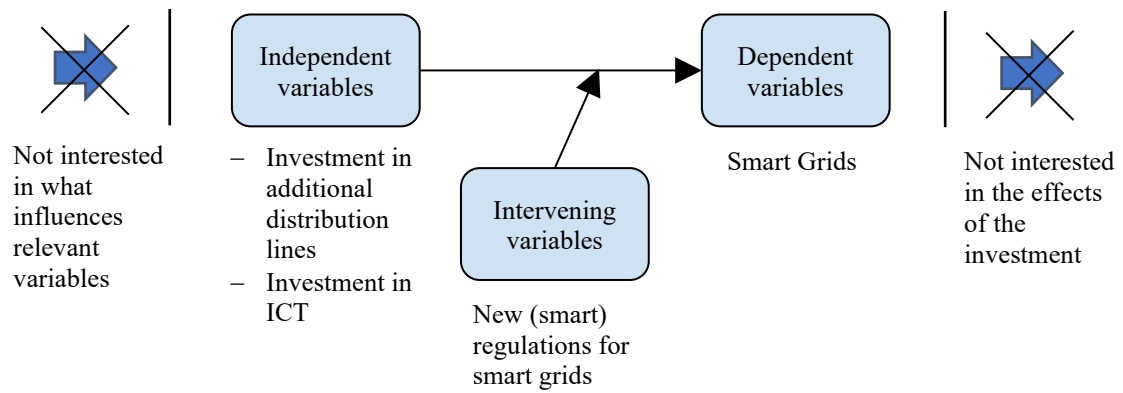 Independent
variables
Dependent
variables
Not interested
in what
influences
relevant
variables
– Investment in
additional
distribution
lines
– Investment in
ICT
Intervening
variables
New (smart)
regulations for
smart grids
Smart Grids
Not interested
in the effects
of the
investment